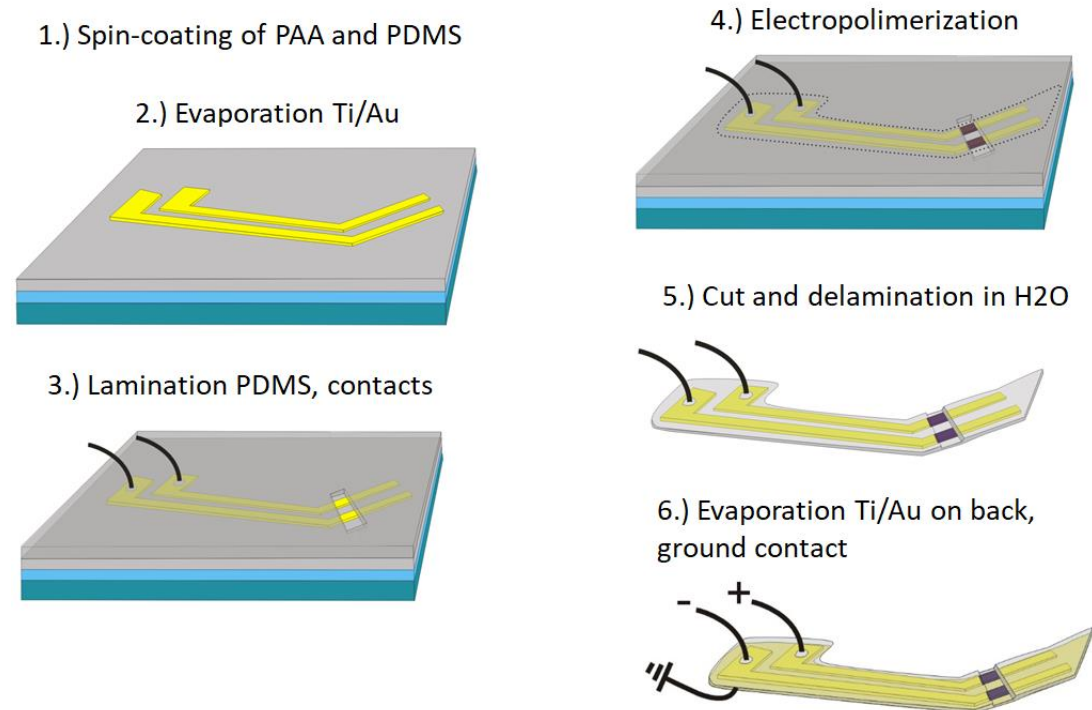 1.) Spin-coating of PAA and PDMS
2.) Evaporation Ti/Au
3.) Lamination PDMS, contacts
4.) Electropolimerization
5.) Cut and delamination in H2O
6.) Evaporation Ti/Au on back,
ground contact
- +